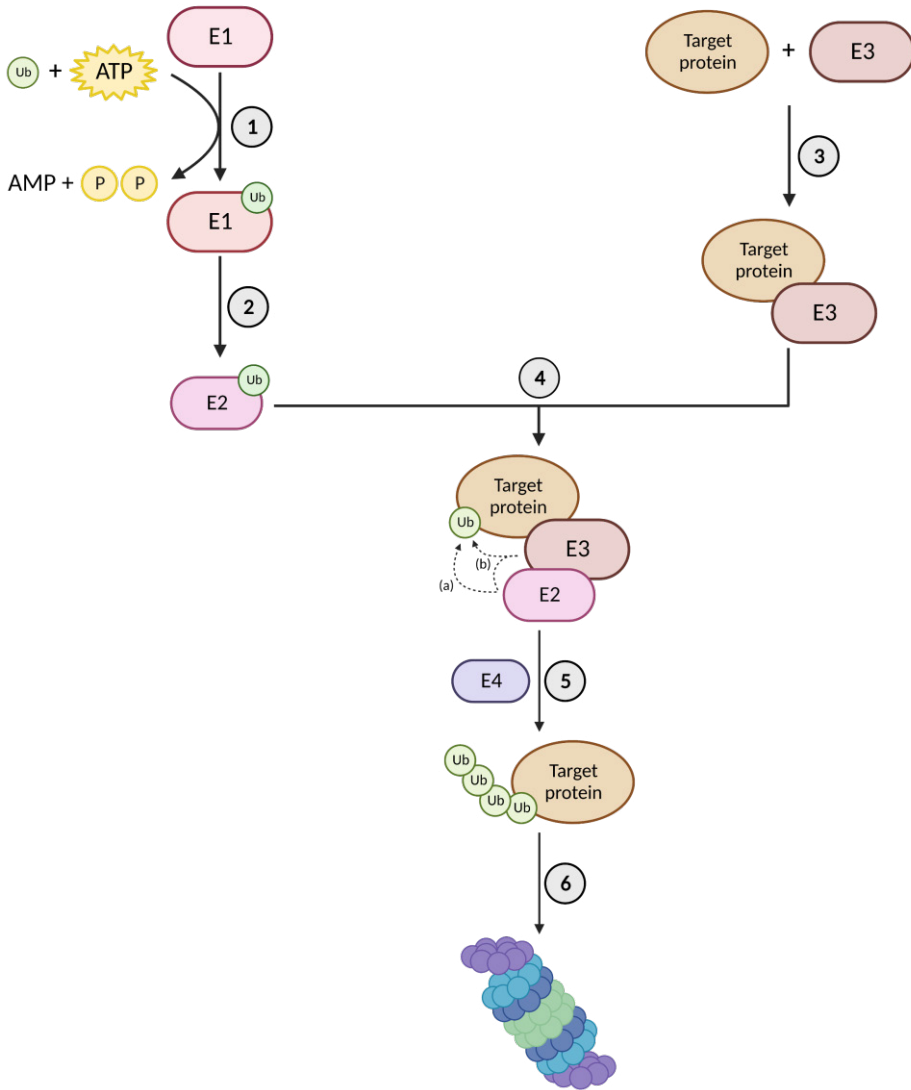 E1
Ub + ATP
1
AMP + P P
Ub
E1
2
Ub
E2
Target
protein
+ E3
3
Target
protein
E3
4
Target
protein
Ub
E3
(b)
(a)
E2
E4
5
Ub
Ub
Ub
Ub
Target
protein
6